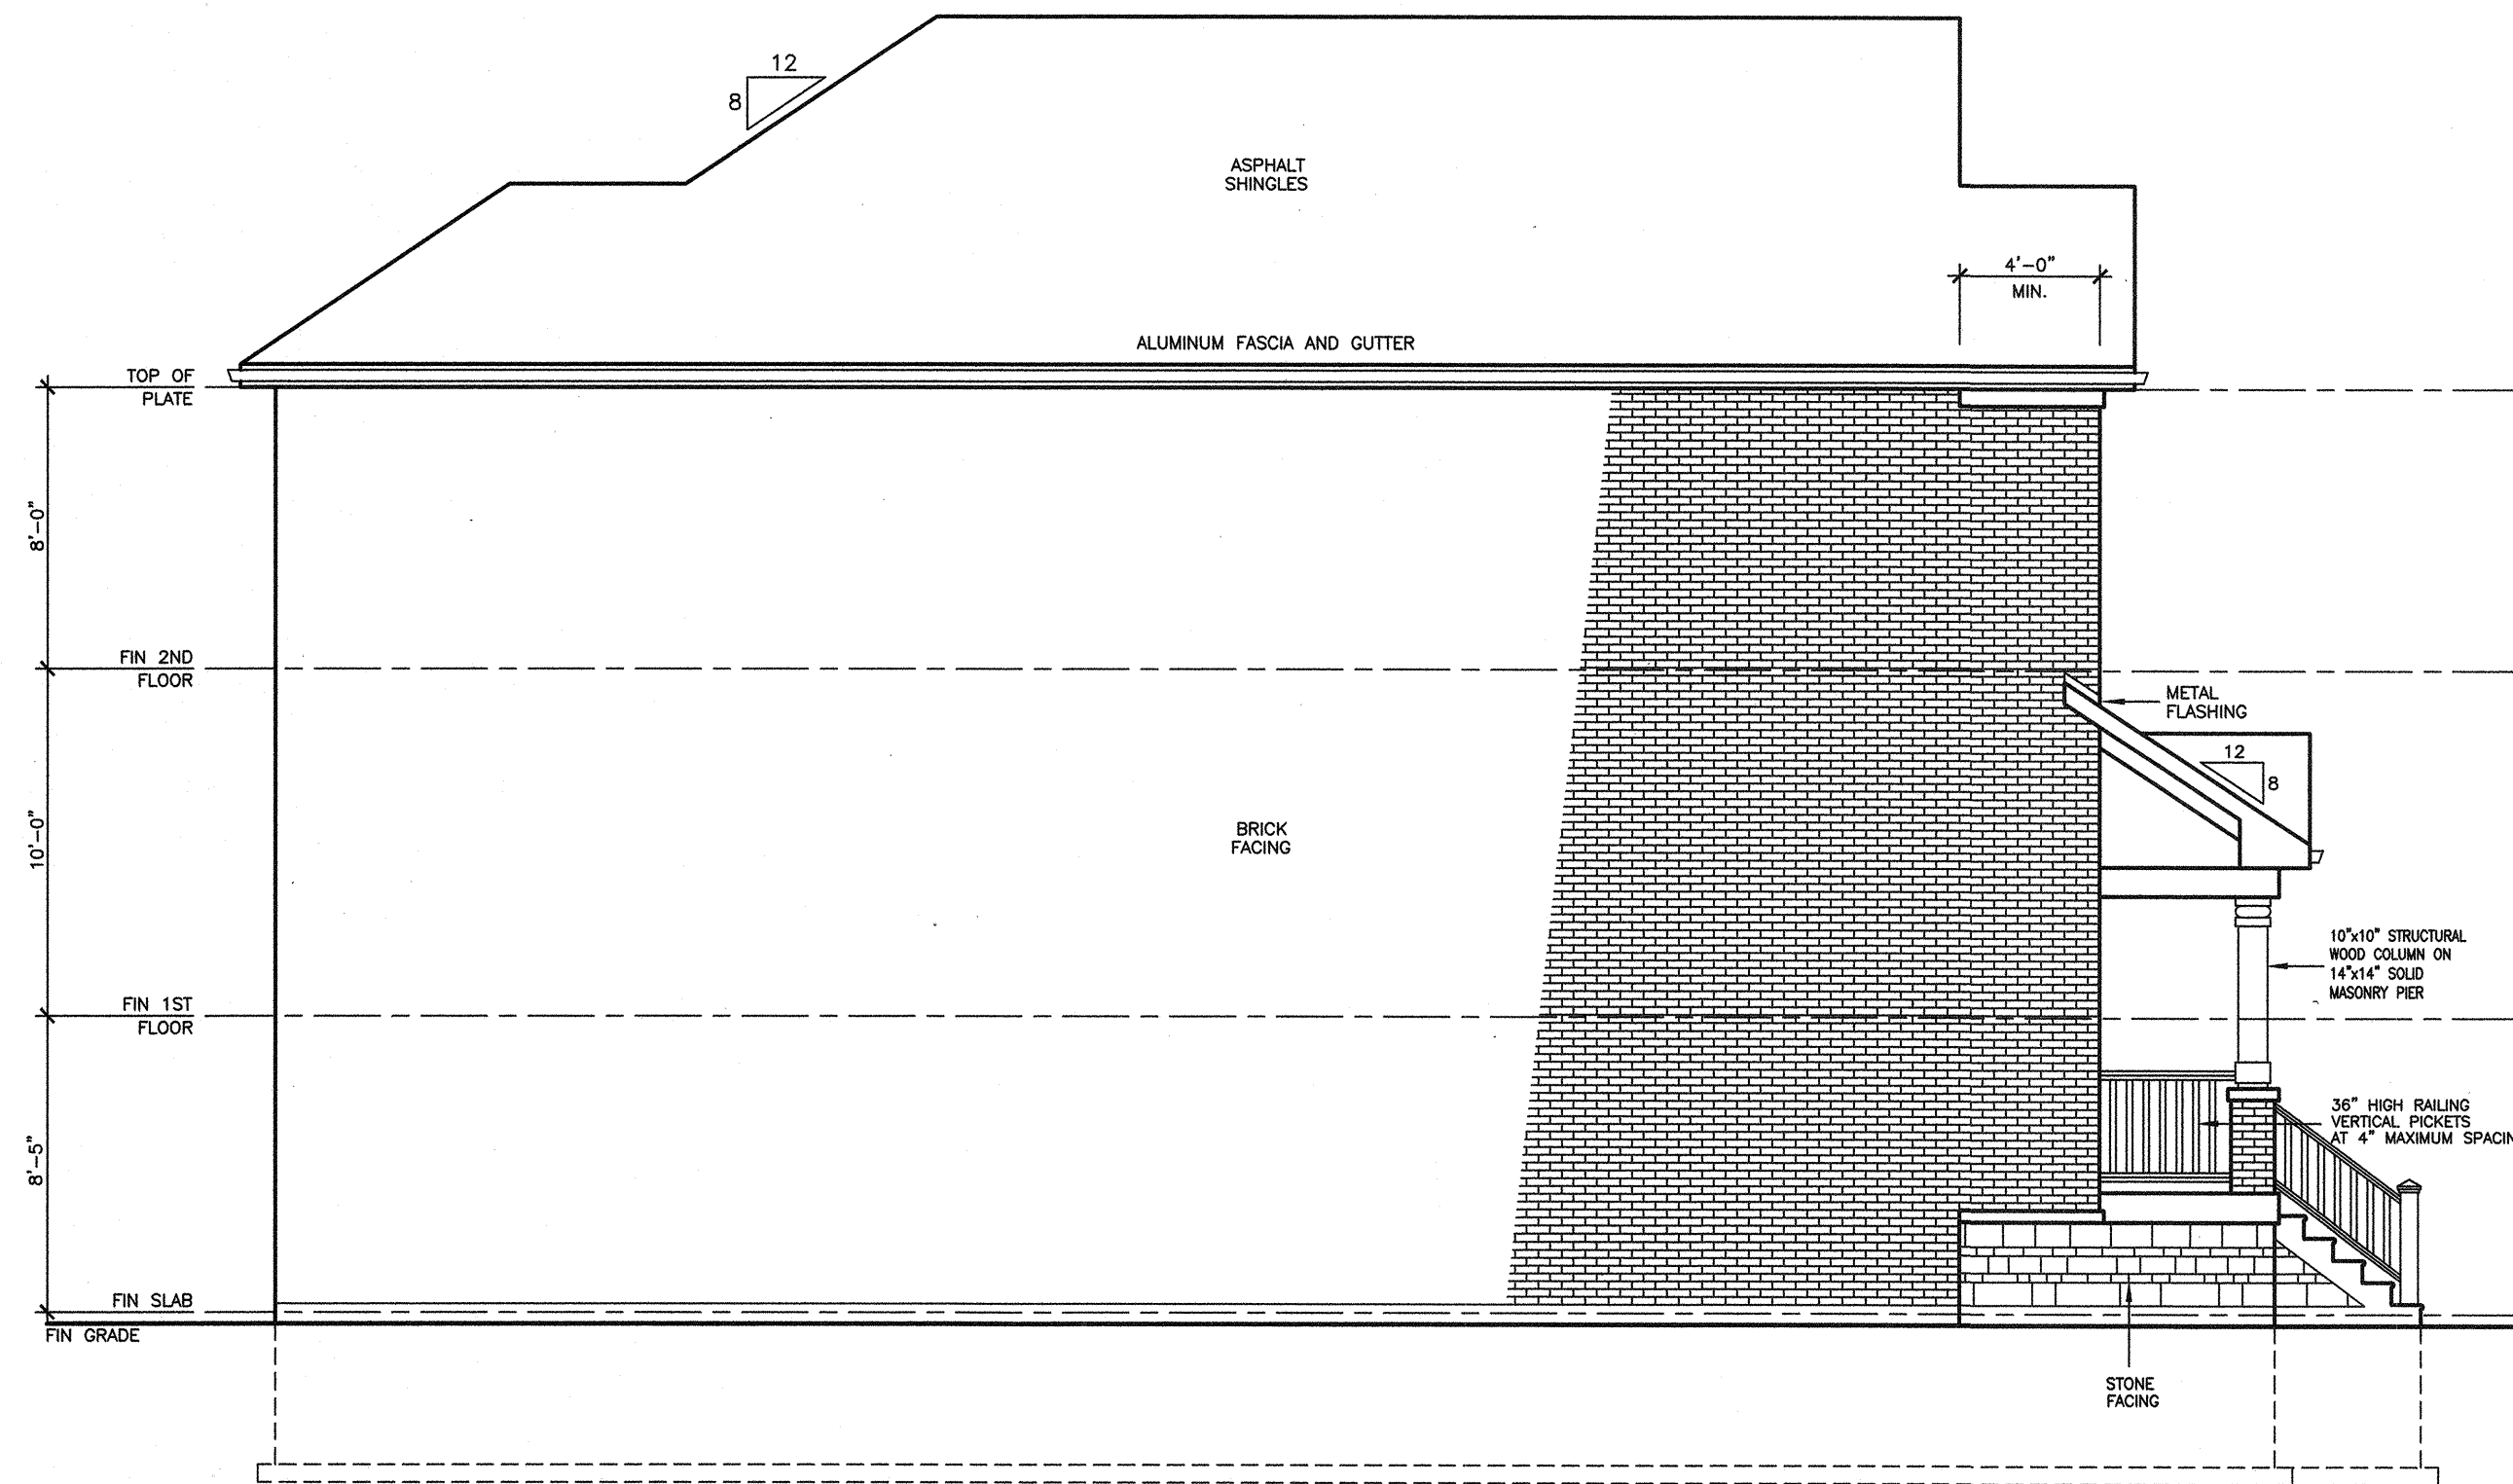 12
8
ASPHALT
SHINGLES
4'-0"
MIN.
ALUMINUM FASCIA AND GUTTER
TOP OF
PLATE
8'-0"
FIN 2ND
FLOOR
METAL
FLASHING
12
8
10'-0"
BRICK
FACING
10"x10" STRUCTURAL
WOOD COLUMN ON
14"x14" SOLID
MASONRY PIER
FIN 1ST
FLOOR
36" HIGH RAILING
VERTICAL PICKETS
AT 4" MAXIMUM SPACIN
8'-5"
FIN SLAB
FIN GRADE
STONE
FACING